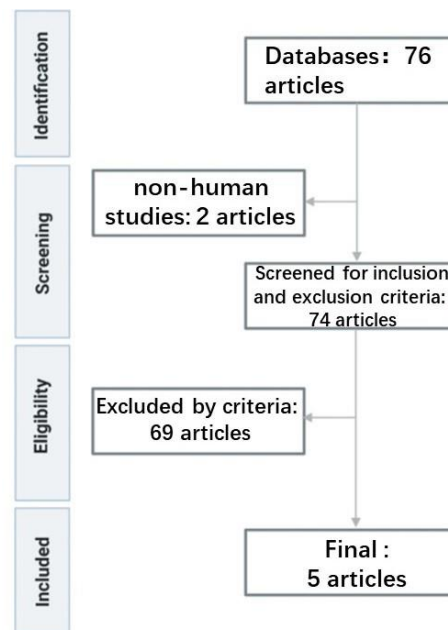 Identification
Databases：76
articles
non-human
studies: 2 articles
Screening
Screened for inclusion
and exclusion criteria:
74 articles
Eligibility
Excluded by criteria:
69 articles
Included
Final :
5 articles